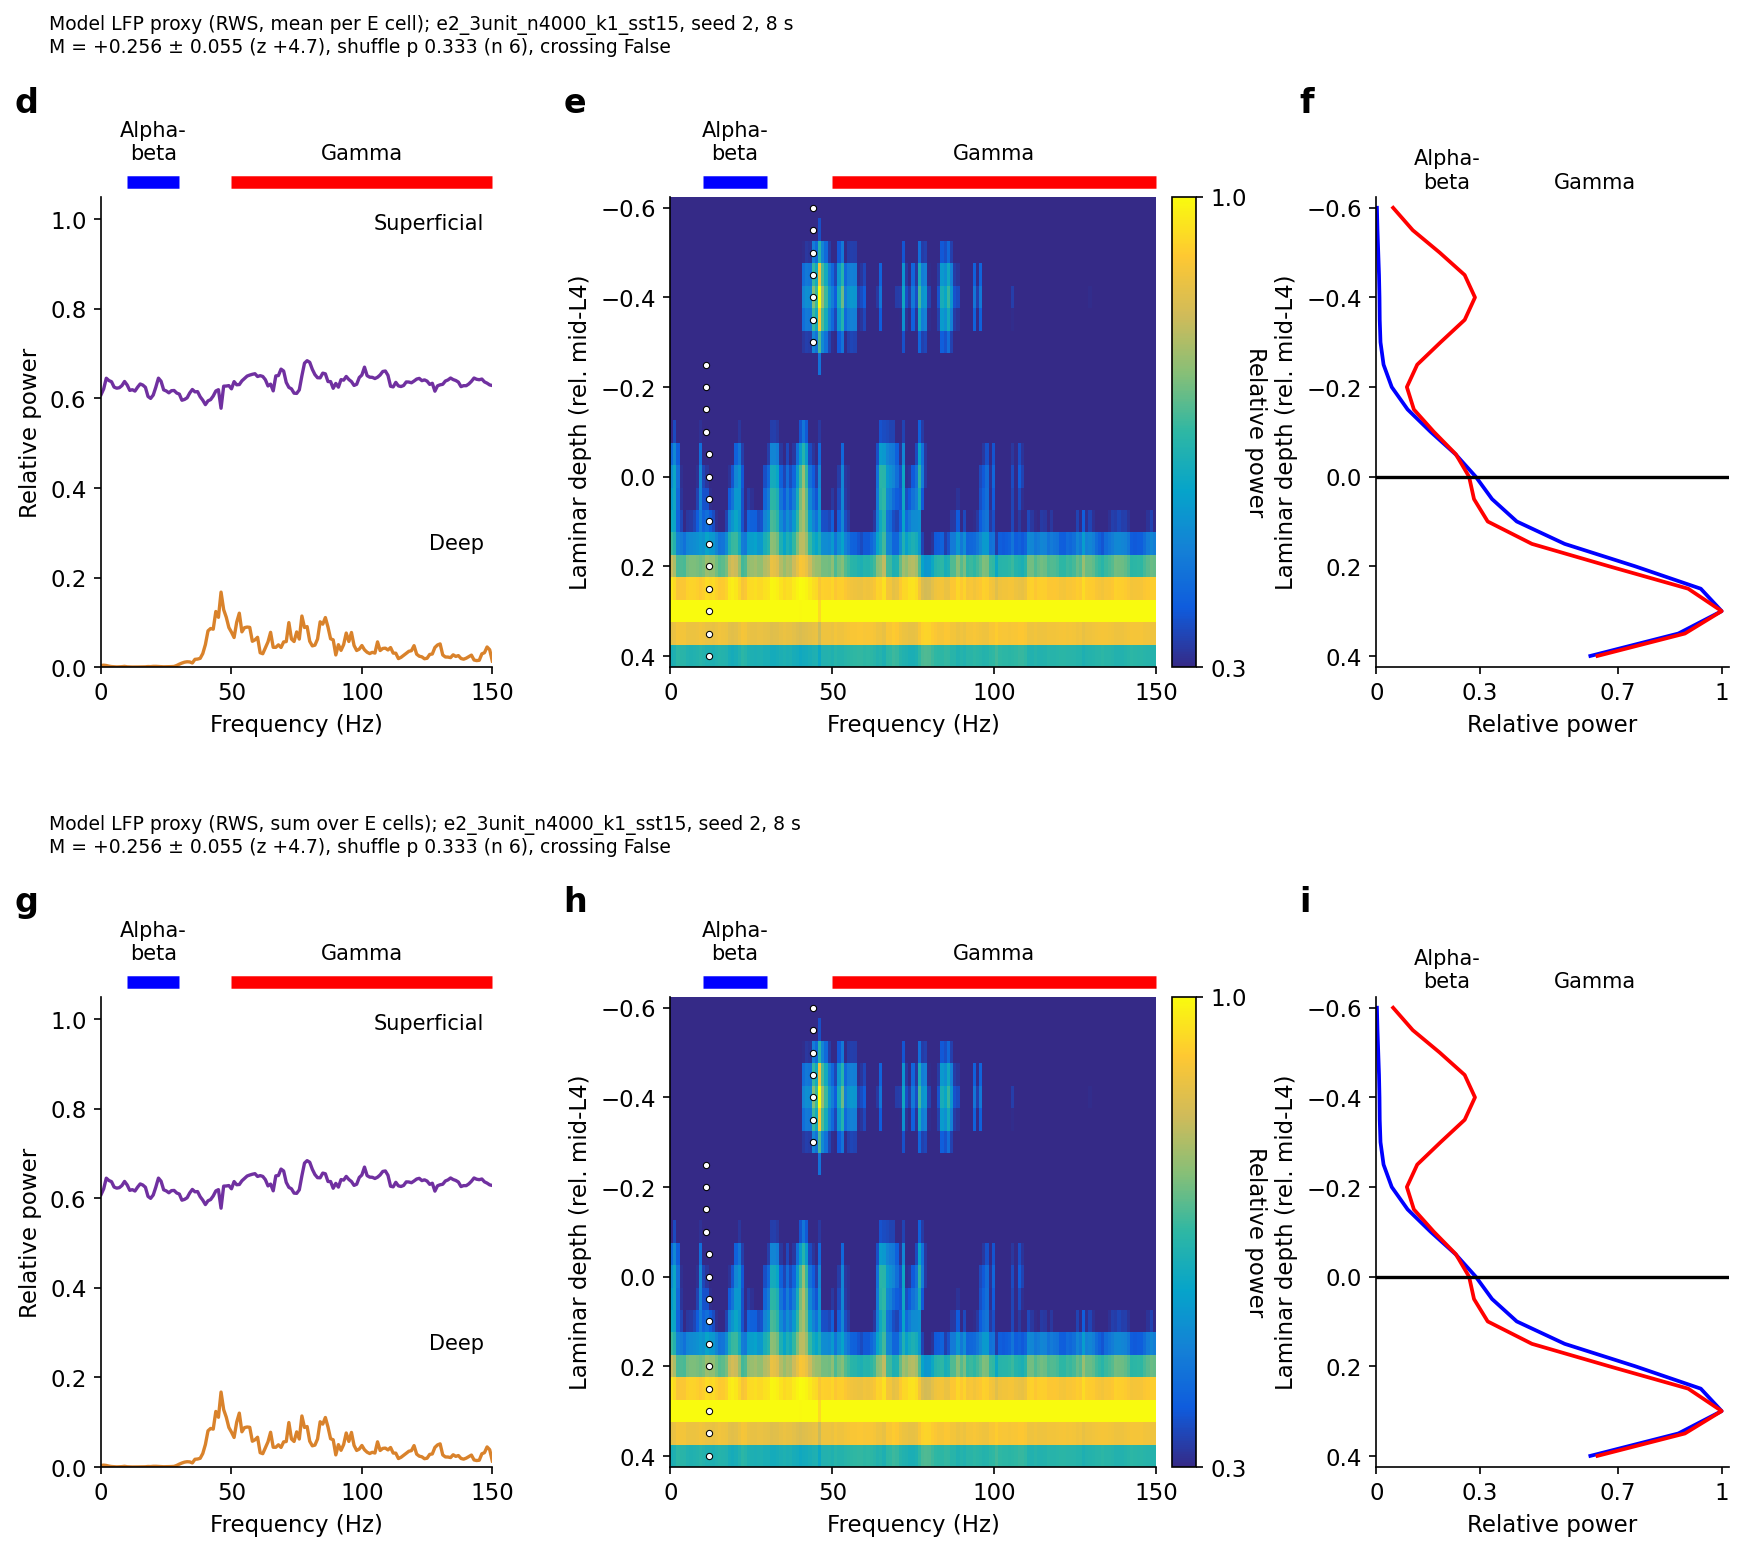 Model LFP proxy (RWS, mean per E cell); e2_3unit_n4000_k1_sst15, seed 2, 8 s
M = +0.256 ± 0.055 (z +4.7), shuffle p 0.333 (n 6), crossing False
d
Alpha-
beta
Gamma
Superficial
Deep
1.0
0.8
0.6
0.4
0.2
0.0
Relative power
0 50 100 150
Frequency (Hz)
e
Alpha-
beta
Gamma
−0.6
−0.4
−0.2
0.0
0.2
0.4
Laminar depth (rel. mid-L4)
0 50 100 150
Frequency (Hz)
1.0
0.3
Relative power
f
Alpha-
beta
Gamma
−0.6
−0.4
−0.2
0.0
0.2
0.4
Laminar depth (rel. mid-L4)
0 0.3 0.7 1
Relative power
Model LFP proxy (RWS, sum over E cells); e2_3unit_n4000_k1_sst15, seed 2, 8 s
M = +0.256 ± 0.055 (z +4.7), shuffle p 0.333 (n 6), crossing False
g
Alpha-
beta
Gamma
Superficial
Deep
1.0
0.8
0.6
0.4
0.2
0.0
Relative power
0 50 100 150
Frequency (Hz)
h
Alpha-
beta
Gamma
−0.6
−0.4
−0.2
0.0
0.2
0.4
Laminar depth (rel. mid-L4)
0 50 100 150
Frequency (Hz)
1.0
0.3
Relative power
i
Alpha-
beta
Gamma
−0.6
−0.4
−0.2
0.0
0.2
0.4
Laminar depth (rel. mid-L4)
0 0.3 0.7 1
Relative power